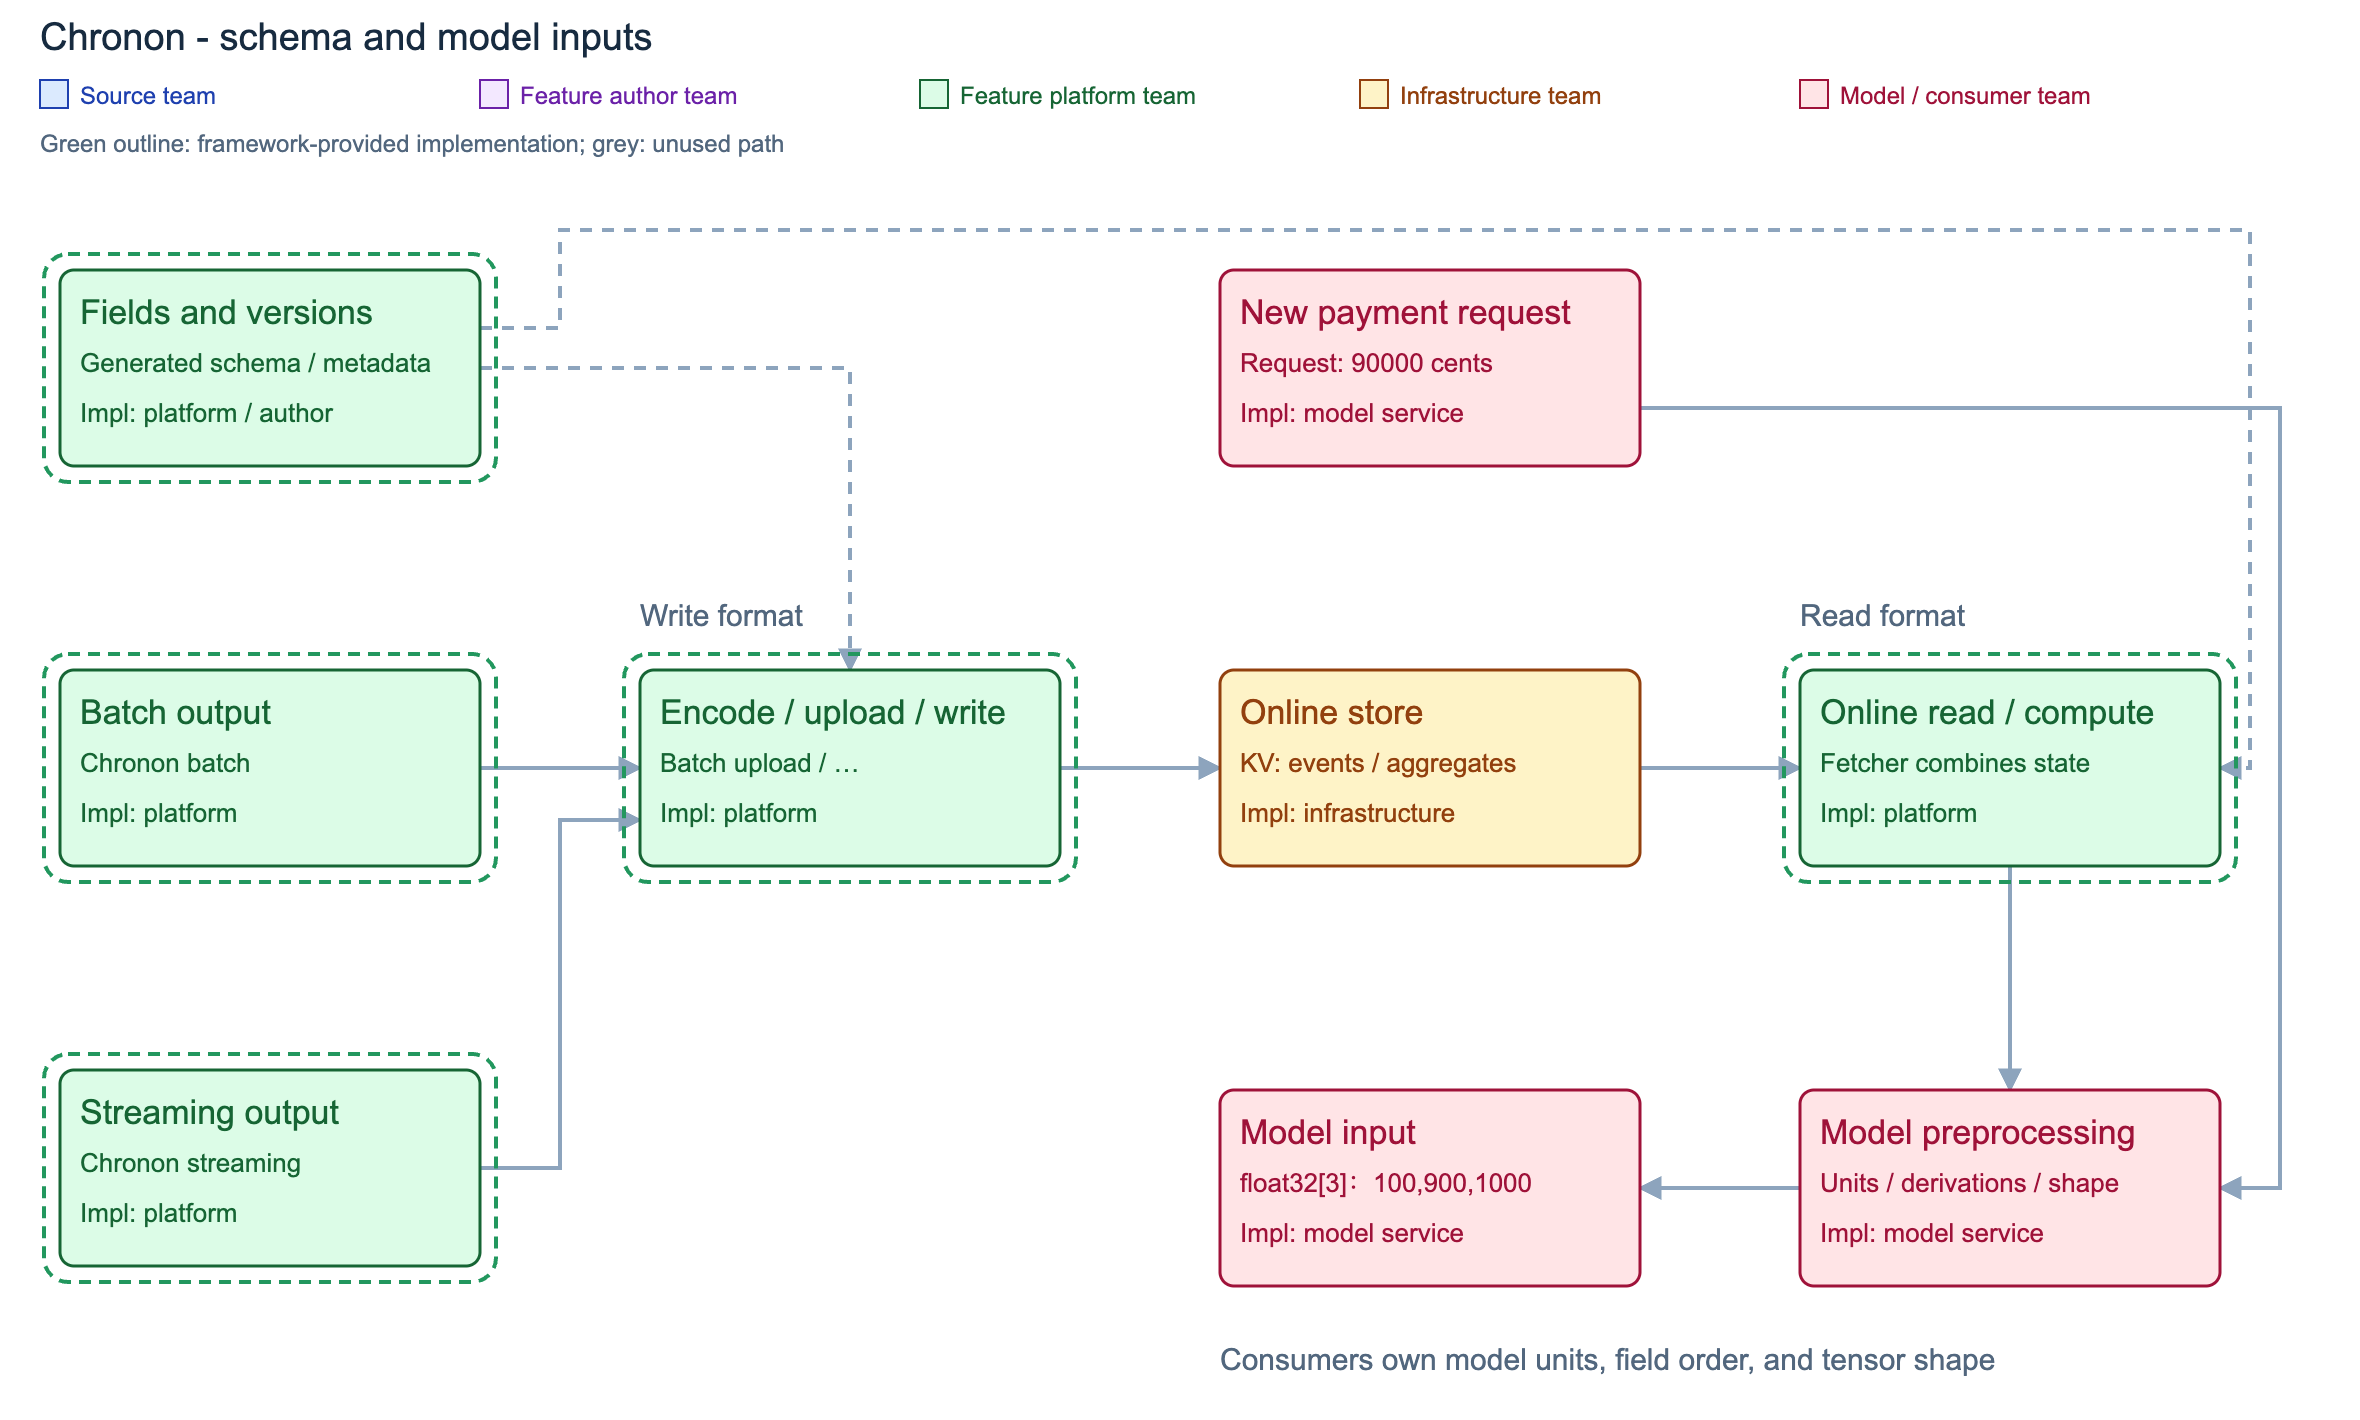 Chronon - schema and model inputs
Source team
Feature author team
Feature platform team
Infrastructure team
Model / consumer team
Green outline: framework-provided implementation; grey: unused path
Fields and versions
Generated schema / metadata
Impl: platform / author
New payment request
Request: 90000 cents
Impl: model service
Write format
Read format
Batch output
Chronon batch
Impl: platform
Encode / upload / write
Batch upload / …
Impl: platform
Online store
KV: events / aggregates
Impl: infrastructure
Online read / compute
Fetcher combines state
Impl: platform
Streaming output
Chronon streaming
Impl: platform
Model input
float32[3]：100,900,1000
Impl: model service
Model preprocessing
Units / derivations / shape
Impl: model service
Consumers own model units, field order, and tensor shape